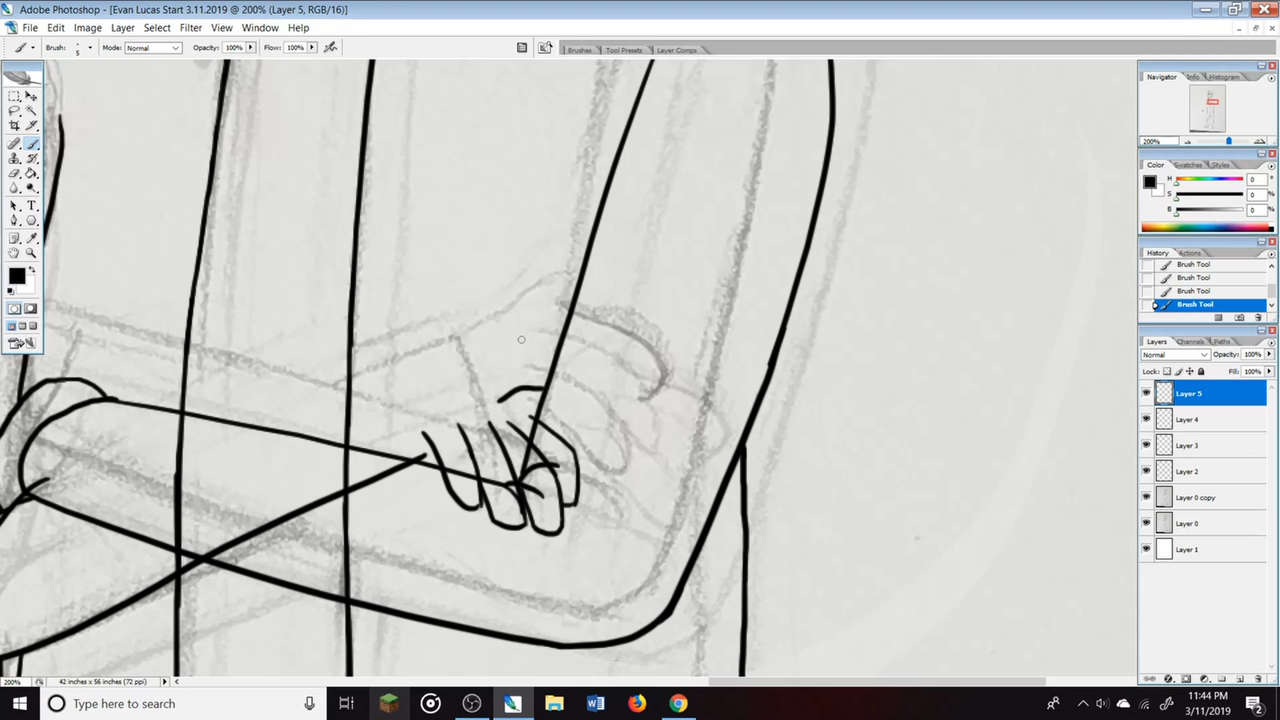 Adobe Photoshop - [Evan Lucas Start 3.11.2019 @ 200% (Layer 5, RGB/16)]
File Edit Image Layer Select Filter View Window Help
Brush: 5 Mode: Normal Opacity: 100% Flow: 100% Brushes Tool Presets Layer Comps
Navigator Info Histogram
200%
Color Swatches Styles
H 0 °
S 0 %
B 0 %
History Actions
Brush Tool
Brush Tool
Brush Tool
Brush Tool
Layers Channels Paths
Normal Opacity: 100%
Lock: Fill: 100%
Layer 5
Layer 4
Layer 3
Layer 2
Layer 0 copy
Layer 0
Layer 1
200% 42 inches x 56 inches (72 ppi)
Type here to search
11:44 PM
3/11/2019
2